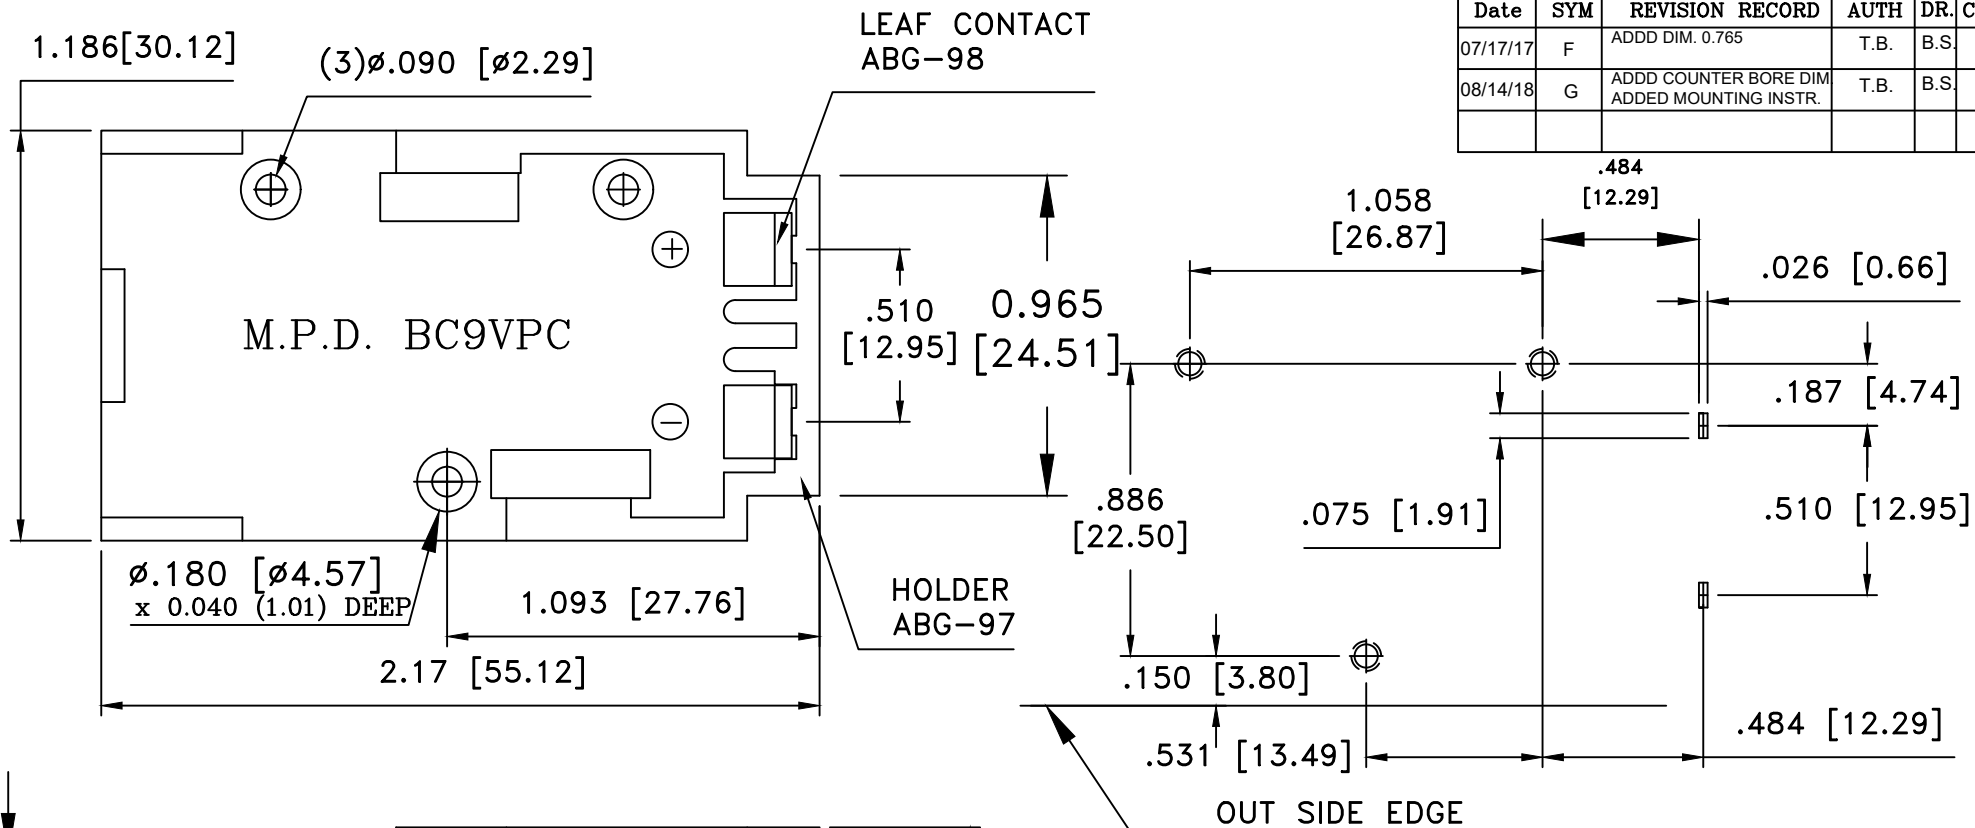 LEAF CONTACT
ABG-98
1.186[30.12]
(3)ø.090 [ø2.29]
Date SYM REVISION RECORD AUTH DR. C
07/17/17 F ADDD DIM. 0.765 T.B. B.S.
08/14/18 G ADDD COUNTER BORE DIM T.B. B.S.
ADDED MOUNTING INSTR.
.484
[12.29]
1.058
[26.87]
.026 [0.66]
.510
[12.95]
0.965
[24.51]
M.P.D. BC9VPC
.187 [4.74]
.886
[22.50]
.075 [1.91]
.510 [12.95]
ø.180 [ø4.57]
x 0.040 (1.01) DEEP
1.093 [27.76]
HOLDER
ABG-97
2.17 [55.12]
.150 [3.80]
.484 [12.29]
.531 [13.49]
OUT SIDE EDGE